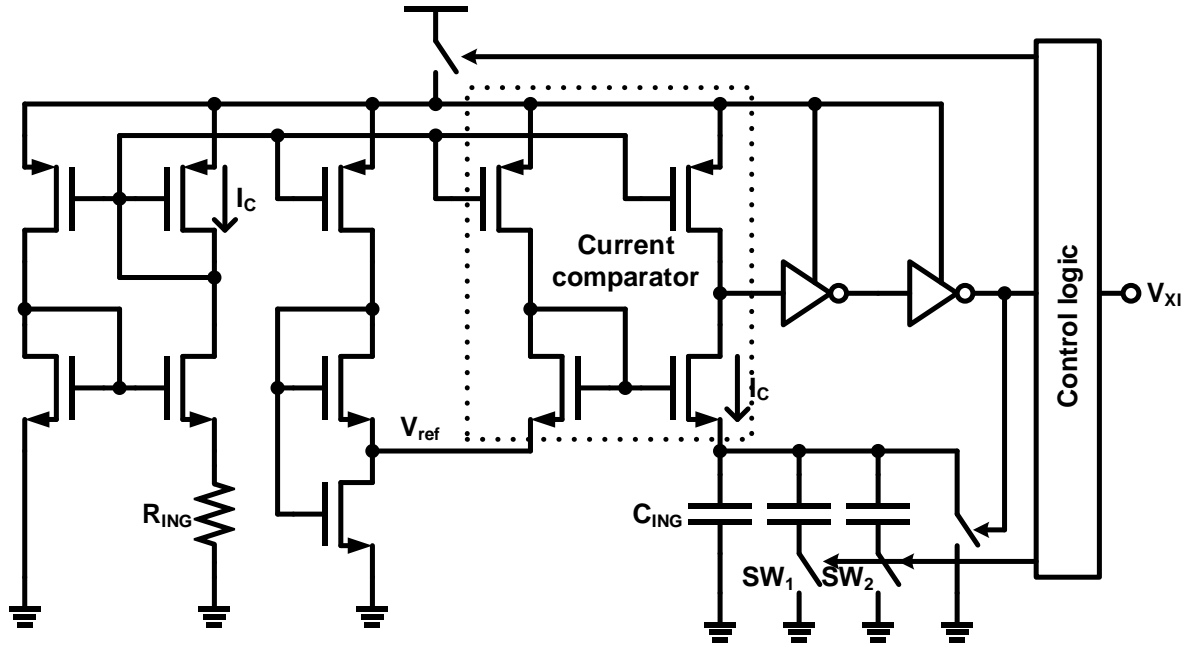 I_C
Current
comparator
Control logic
V_XI
V_ref
I_C
R_ING
C_ING
SW_1
SW_2